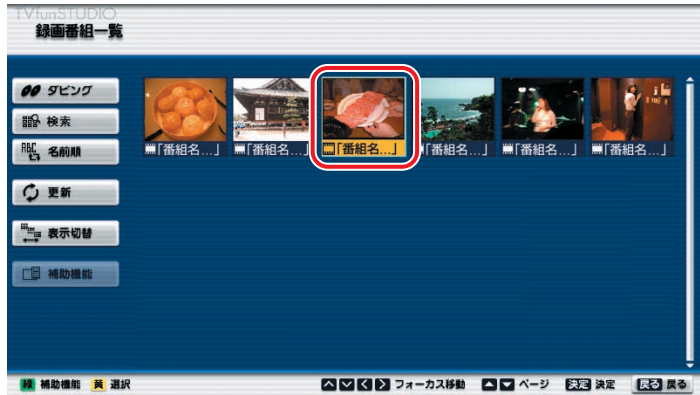 TVfunSTUDIO
録画番組一覧
ダビング
検索
ABC 名前順
更新
表示切替
補助機能
「番組名...」
「番組名...」
「番組名...」
「番組名...」
「番組名...」
「番組名...」
緑 補助機能 黄 選択 フォーカス移動 ページ 決定 決定 戻る 戻る